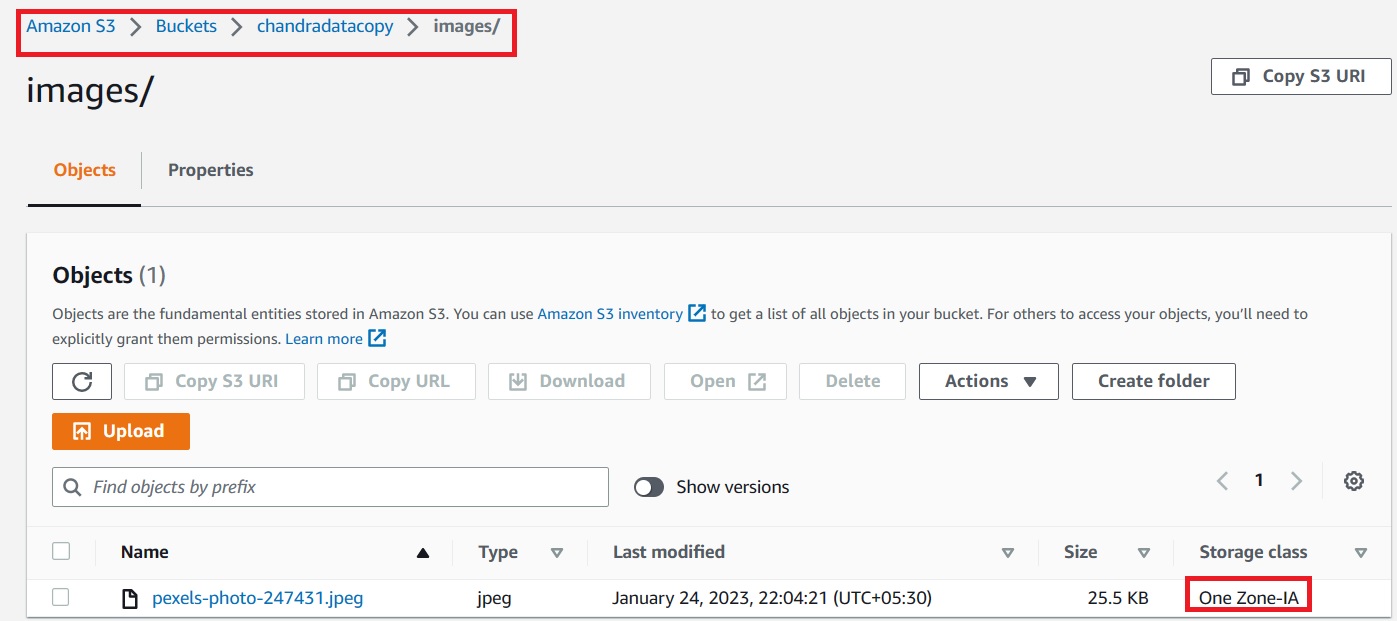 Amazon S3 > Buckets > chandradatacopy > images/
images/
Copy S3 URI
Objects
Properties
Objects (1)
Objects are the fundamental entities stored in Amazon S3. You can use Amazon S3 inventory to get a list of all objects in your bucket. For others to access your objects, you'll need to
explicitly grant them permissions. Learn more
Copy S3 URI Copy URL Download Open Delete Actions Create folder
Upload
Find objects by prefix Show versions 1
Name Type Last modified Size Storage class
pexels-photo-247431.jpeg jpeg January 24, 2023, 22:04:21 (UTC+05:30) 25.5 KB One Zone-IA